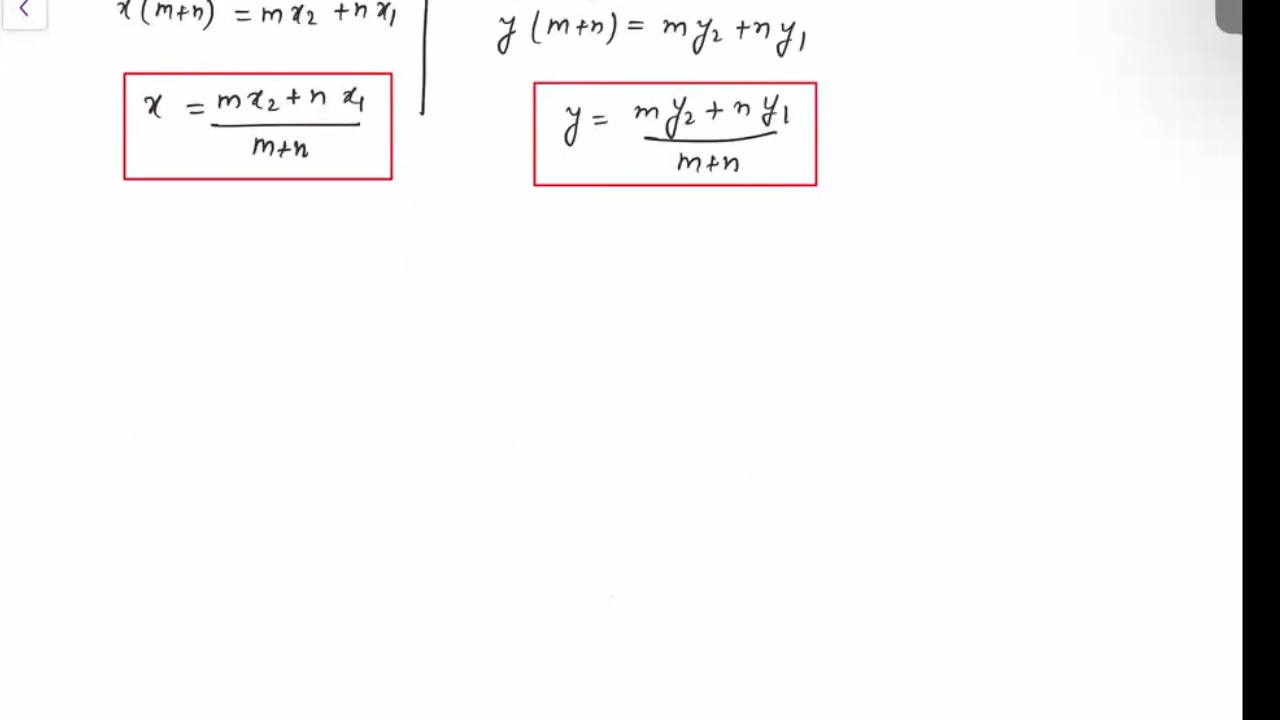 x(m+n) = mx₂ + nx₁
x = (mx₂ + nx₁)/(m+n)
y(m+n) = my₂ + ny₁
y = (my₂ + ny₁)/(m+n)